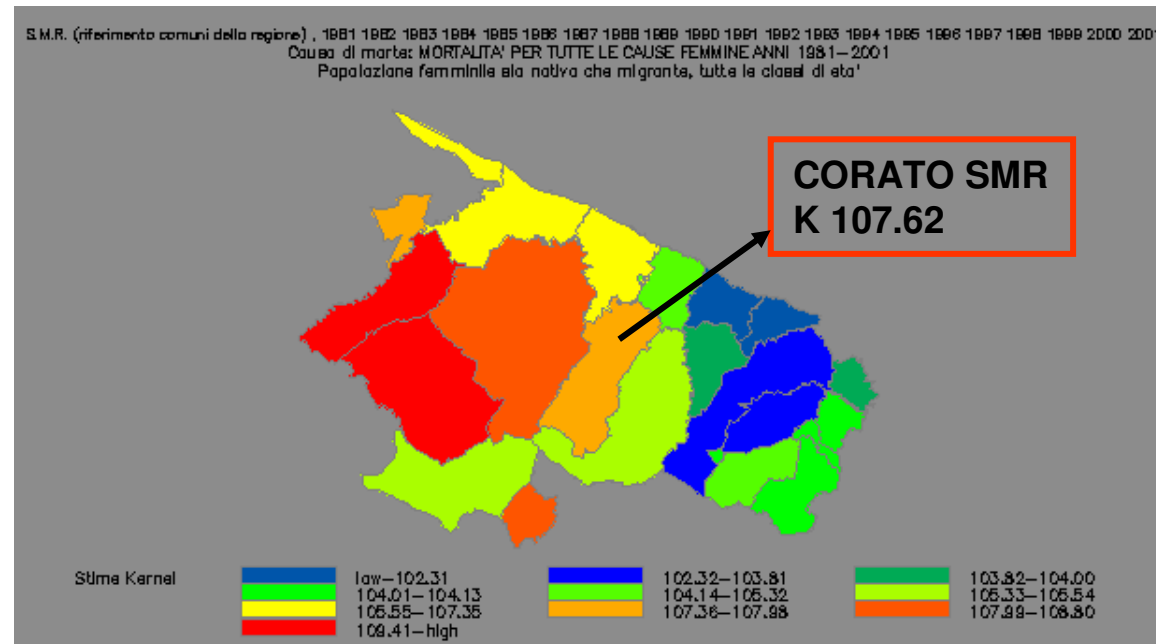 S.M.R. (riferimento comuni della regione) , 1981 1982 1983 1984 1985 1986 1987 1988 1989 1990 1991 1992 1993 1994 1995 1996 1997 1998 1999 2000 2001
Causa di morte: MORTALITA' PER TUTTE LE CAUSE FEMMINE ANNI 1981-2001
Popolazione femminile sia nativa che migrante, tutte le classi di eta'
CORATO SMR
K 107.62
Stime Kernel
low-102.31 102.32-103.81 103.82-104.00
104.01-104.13 104.14-105.32 105.33-105.54
105.55-107.35 107.36-107.98 107.99-108.80
109.41-high